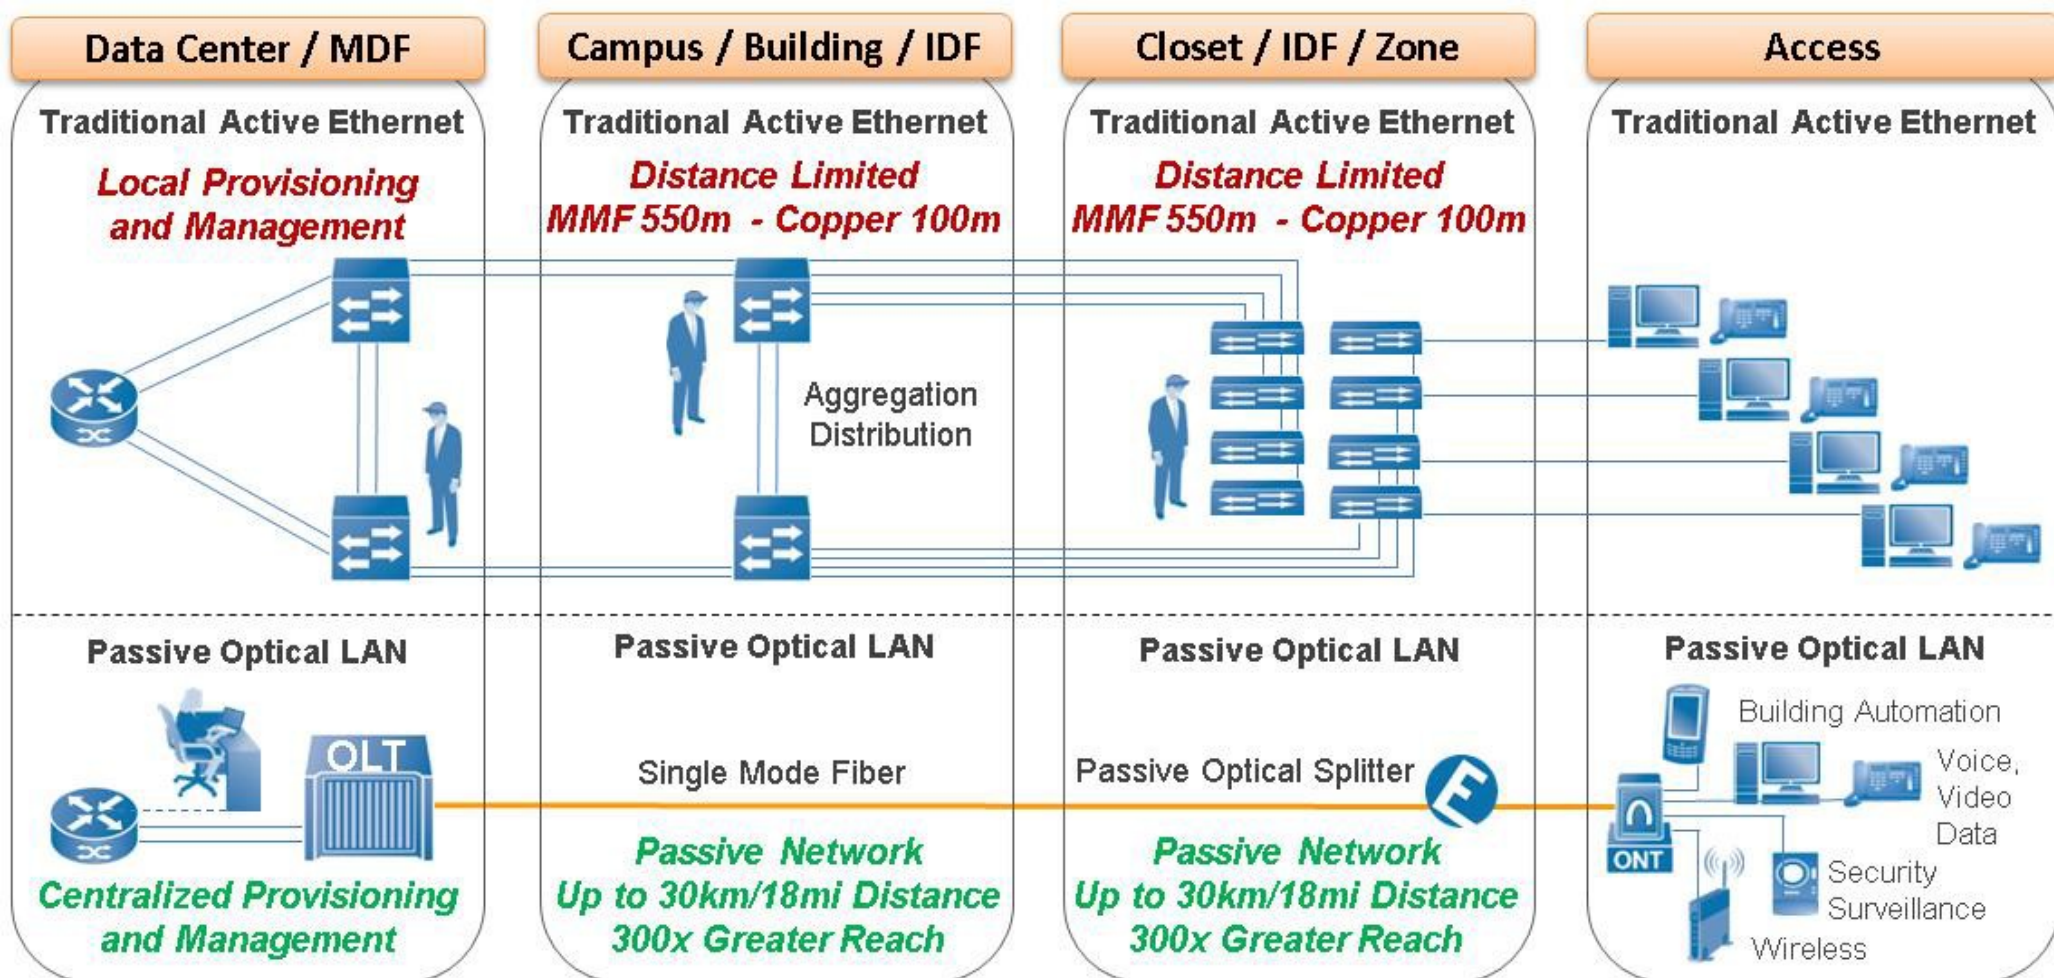 Data Center / MDF
Campus / Building / IDF
Closet / IDF / Zone
Access
Traditional Active Ethernet
Local Provisioning
and Management
Traditional Active Ethernet
Distance Limited
MMF 550m - Copper 100m
Aggregation
Distribution
Traditional Active Ethernet
Distance Limited
MMF 550m - Copper 100m
Traditional Active Ethernet
Passive Optical LAN
OLT
Centralized Provisioning
and Management
Passive Optical LAN
Single Mode Fiber
Passive Network
Up to 30km/18mi Distance
300x Greater Reach
Passive Optical LAN
Passive Optical Splitter
E
Passive Network
Up to 30km/18mi Distance
300x Greater Reach
Passive Optical LAN
Building Automation
Voice,
Video
Data
ONT
Security
Surveillance
Wireless